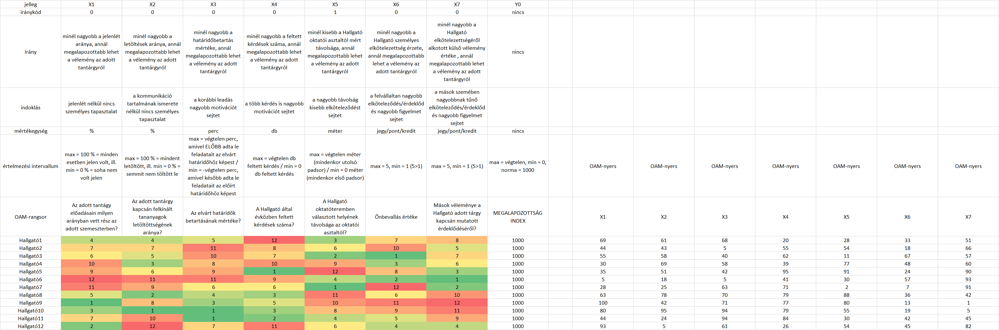 jelleg X1 X2 X3 X4 X5 X6 X7 Y0
iránykód 0 0 0 0 1 0 0 nincs
irány
minél nagyobb a jelenlét
aránya, annál
megalapozottabb lehet
a vélemény az adott
tantárgyról
minél nagyobb a
letöltések aránya, annál
megalapozottabb lehet
a vélemény az adott
tantárgyról
minél nagyobb a
határidőbetartás
mértéke, annál
megalapozottabb lehet
a vélemény az adott
tantárgyról
minél nagyobb a feltett
kérdések száma, annál
megalapozottabb lehet
a vélemény az adott
tantárgyról
minél kisebb a Hallgató
oktatói asztaltól mért
távolsága, annál
megalapozottabb lehet
a vélemény az adott
tantárgyról
minél nagyobb a
Hallgató személyes
elkötelezettség érzete,
annál megalapozottabb
lehet a vélemény az
adott tantárgyról
minél nagyobb a
Hallgató
elkötelezettségéről
alkotott külső vélemény
értéke , annál
megalapozottabb lehet
a vélemény az adott
tantárgyról
nincs
indoklás
jelenlét nélkül nincs
személyes tapasztalat
a kommunikáció
tartalmának ismerete
nélkül nincs személyes
tapasztalat
a korábbi leadás
nagyobb motivációt
sejtet
a több kérdés is nagyobb
motivációt sejtet
a nagyobb távolság
kisebb elköteleződést
sejtet
a felvállaltan nagyobb
elköteleződés/érdeklőd
és nagyobb figyelmet
sejtet
a mások szemében
nagyobbnak tűnő
elköteleződés/érdeklőd
és nagyobb figyelmet
sejtet
mértékegység % % perc db méter jegy/pont/kredit jegy/pont/kredit nincs
értelmezési intervallum
max = 100 % = minden
esetben jelen volt, ill.
min = 0 % = soha nem
volt jelen
max = 100 % = mindent
letöltött, ill. min = 0 % =
semmit nem töltött le
max = végtelen perc,
amivel ELŐBB adta le
feladatait az elvárt
határidőhöz képest /
min = -végtelen perc,
amivel később adta le
feladatait az előírt
határidőhöz képest
max = végtelen db
feltett kérdés / min = 0
db feltett kérdés
max = végtelen méter
(mindenkor utolsó
padsor) / min = 0 méter
(mindenkor első padsor)
max = 5, min = 1 (5>1)
max = 5, min = 1 (5>1)
max = végtelen, min = 0,
norma = 1000
OAM-nyers OAM-nyers OAM-nyers OAM-nyers OAM-nyers OAM-nyers OAM-nyers
OAM-rangsor
Az adott tantágy
előadásain milyen
arányban vett rész az
adott szemeszterben?
Az adott tantárgy
kapcsán felkínált
tananyagok
letöltöttségének
aránya?
Az elvárt határidők
betartásának mértéke?
A Hallgató által
évközben feltett
kérdések száma?
A Hallgató
oktatóteremben
választott helyének
távolsága az oktatói
asztaltól?
Önbevallás értéke
Mások véleménye a
Hallgató adott tárgy
kapcsán mutatott
érdeklődéséről?
MEGALAPOZOTTSÁG
INDEX
X1 X2 X3 X4 X5 X6 X7
Hallgató1 4 4 5 12 3 7 8 1000 69 61 68 20 28 33 51
Hallgató2 7 7 11 8 6 10 5 1000 44 43 5 55 54 18 66
Hallgató3 6 5 10 7 2 1 7 1000 55 58 40 62 11 67 57
Hallgató4 10 3 8 10 9 3 6 1000 30 69 58 39 77 48 60
Hallgató5 9 6 9 1 12 8 3 1000 35 51 42 95 91 24 90
Hallgató6 12 11 11 9 4 2 1 1000 5 18 5 41 30 57 93
Hallgató7 11 9 6 6 1 12 2 1000 28 25 63 71 2 7 91
Hallgató8 5 2 4 3 11 6 10 1000 63 78 70 79 88 36 42
Hallgató9 1 8 3 5 10 11 12 1000 100 42 71 77 80 13 1
Hallgató10 3 1 1 3 8 9 11 1000 80 95 94 79 55 19 5
Hallgató11 7 10 1 2 4 5 9 1000 44 24 94 84 30 42 45
Hallgató12 2 12 7 11 6 4 4 1000 93 5 61 26 54 45 82